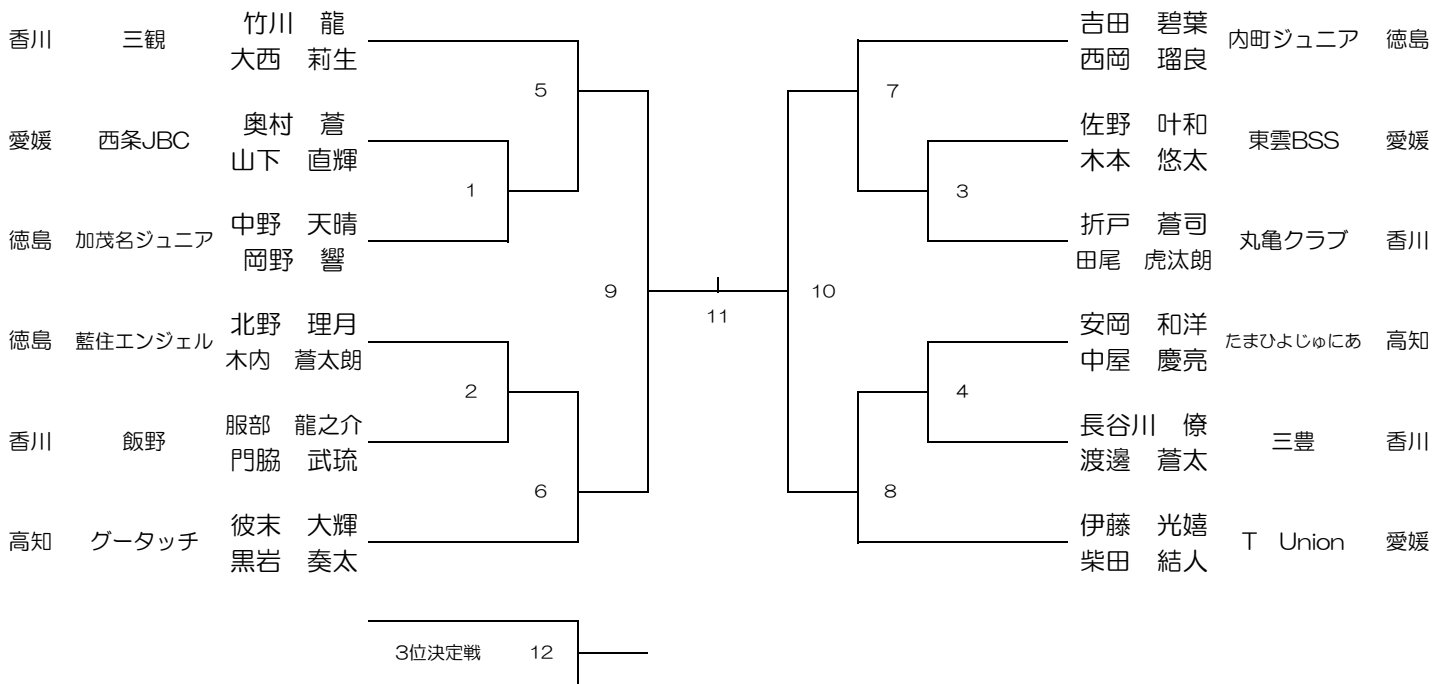 香川 三観 竹川 龍
大西 莉生
愛媛 西条JBC 奥村 蒼
山下 直輝
徳島 加茂名ジュニア 中野 天晴
岡野 響
徳島 藍住エンジェル 北野 理月
木内 蒼太朗
香川 飯野 服部 龍之介
門脇 武琉
高知 グータッチ 彼末 大輝
黒岩 奏太
5
1
9
2
6
11
7
3
10
4
8
吉田 碧葉 内町ジュニア 徳島
西岡 瑠良
佐野 叶和 東雲BSS 愛媛
木本 悠太
折戸 蒼司 丸亀クラブ 香川
田尾 虎汰朗
安岡 和洋 たまひよじゅにあ 高知
中屋 慶亮
長谷川 僚 三豊 香川
渡邊 蒼太
伊藤 光嬉 T Union 愛媛
柴田 結人
3位決定戦 12